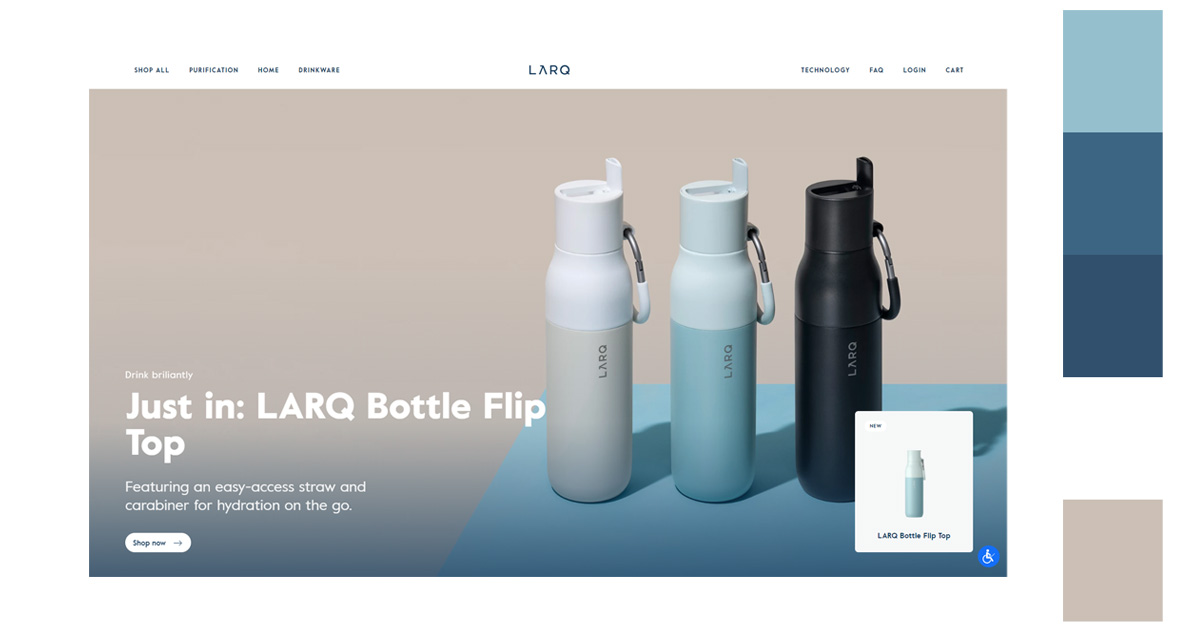 SHOP ALL PURIFICATION HOME DRINKWARE LARQ TECHNOLOGY FAQ LOGIN CART
LARQ LARQ LARQ
Drink briliantly
Just in: LARQ Bottle Flip
Top
Featuring an easy-access straw and
carabiner for hydration on the go.
Shop now
NEW
LARQ Bottle Flip Top